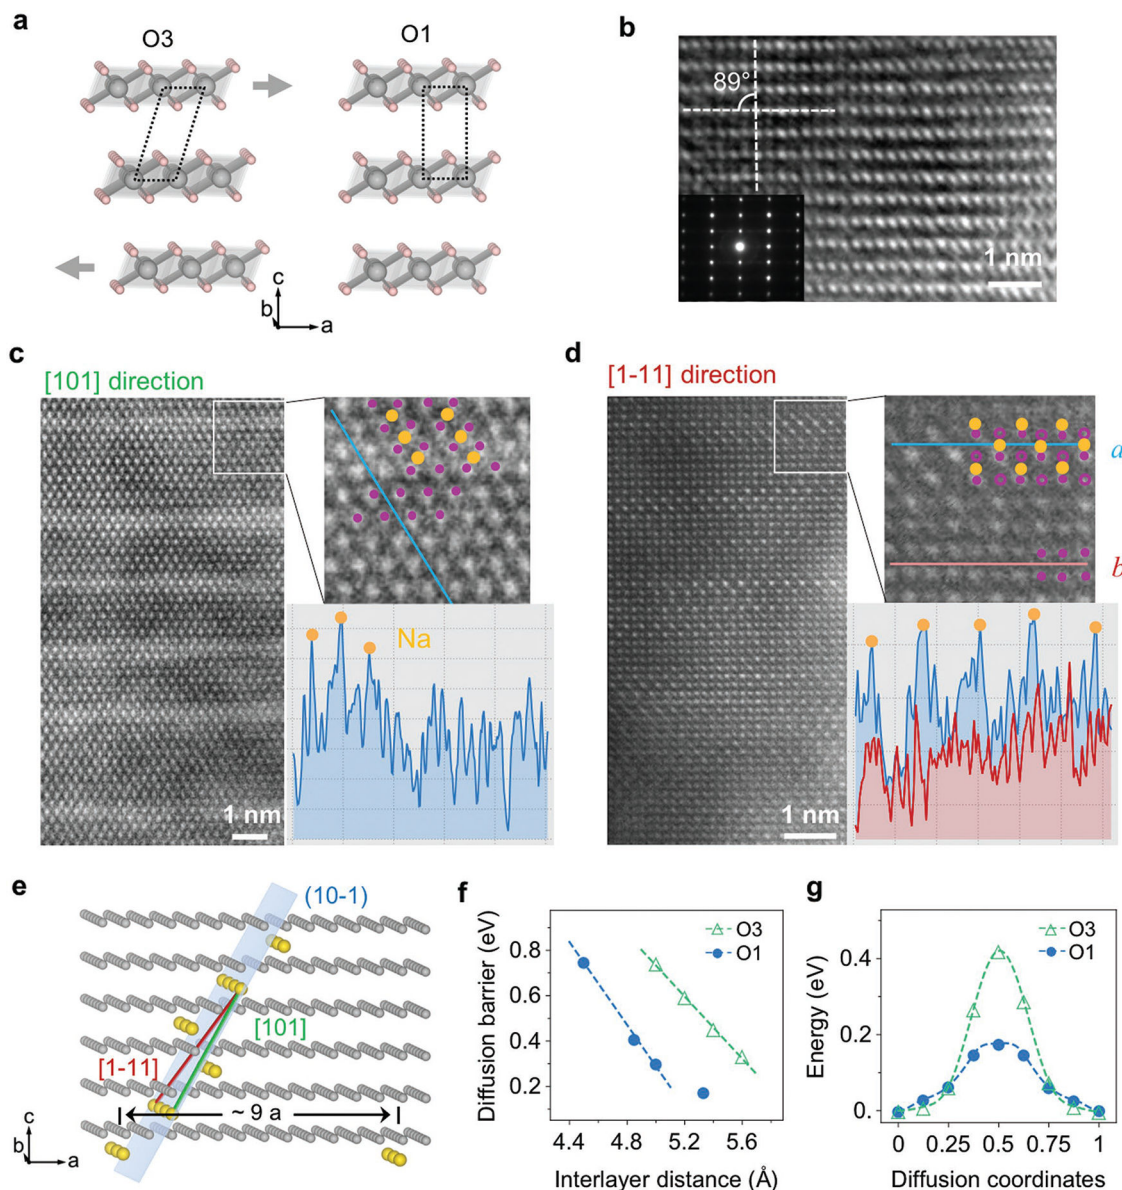 a
O3
O1
c
b
a
b
89°
1 nm
c
[101] direction
Na
1 nm
d
[1-11] direction
a
b
1 nm
e
(10-1)
[101]
[1-11]
~ 9 a
c
b
a
f
Diffusion barrier (eV)
0.8
0.6
0.4
0.2
O3
O1
4.4 4.8 5.2 5.6
Interlayer distance (Å)
g
Energy (eV)
0.4
0.2
0.
O3
O1
0 0.25 0.5 0.75 1
Diffusion coordinates